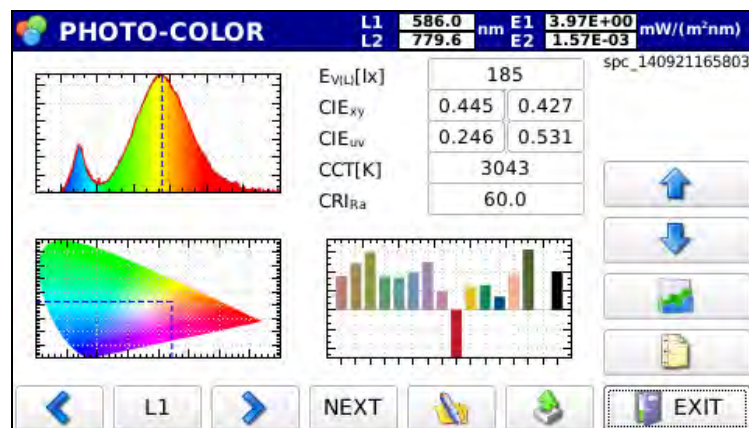 PHOTO-COLOR
L1 586.0 nm E1 3.97E+00 mW/(m²nm)
L2 779.6 E2 1.57E-03
spc_140921165803
EV(L)[lx] 185
CIExy 0.445 0.427
CIEuv 0.246 0.531
CCT[K] 3043
CRIRa 60.0
L1 NEXT EXIT